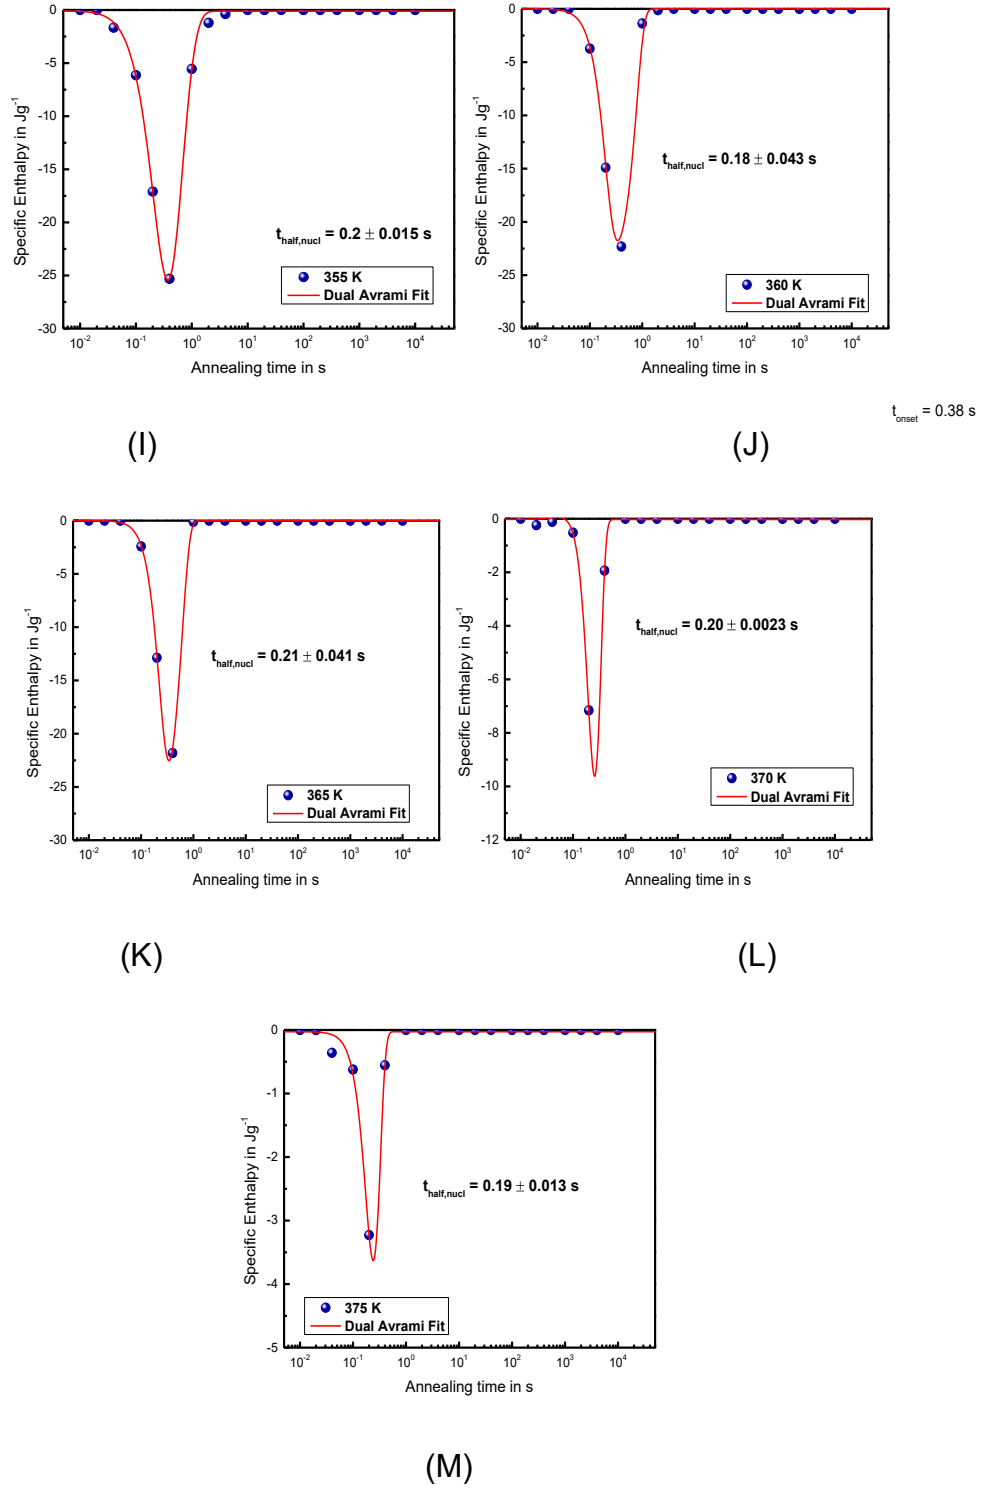 0
-5
-10
-15
-20
-25
-30
Specific Enthalpy in Jg⁻¹
t_half,nucl = 0.2 ± 0.015 s
355 K
Dual Avrami Fit
10⁻² 10⁻¹ 10⁰ 10¹ 10² 10³ 10⁴
Annealing time in s
(I)
0
-5
-10
-15
-20
-25
-30
Specific Enthalpy in Jg⁻¹
t_half,nucl = 0.18 ± 0.043 s
360 K
Dual Avrami Fit
10⁻² 10⁻¹ 10⁰ 10¹ 10² 10³ 10⁴
Annealing time in s
t_onset = 0.38 s
(J)
0
-5
-10
-15
-20
-25
-30
Specific Enthalpy in Jg⁻¹
t_half,nucl = 0.21 ± 0.041 s
365 K
Dual Avrami Fit
10⁻² 10⁻¹ 10⁰ 10¹ 10² 10³ 10⁴
Annealing time in s
(K)
0
-2
-4
-6
-8
-10
-12
Specific Enthalpy in Jg⁻¹
t_half,nucl = 0.20 ± 0.0023 s
370 K
Dual Avrami Fit
10⁻² 10⁻¹ 10⁰ 10¹ 10² 10³ 10⁴
Annealing time in s
(L)
0
-1
-2
-3
-4
-5
Specific Enthalpy in Jg⁻¹
t_half,nucl = 0.19 ± 0.013 s
375 K
Dual Avrami Fit
10⁻² 10⁻¹ 10⁰ 10¹ 10² 10³ 10⁴
Annealing time in s
(M)